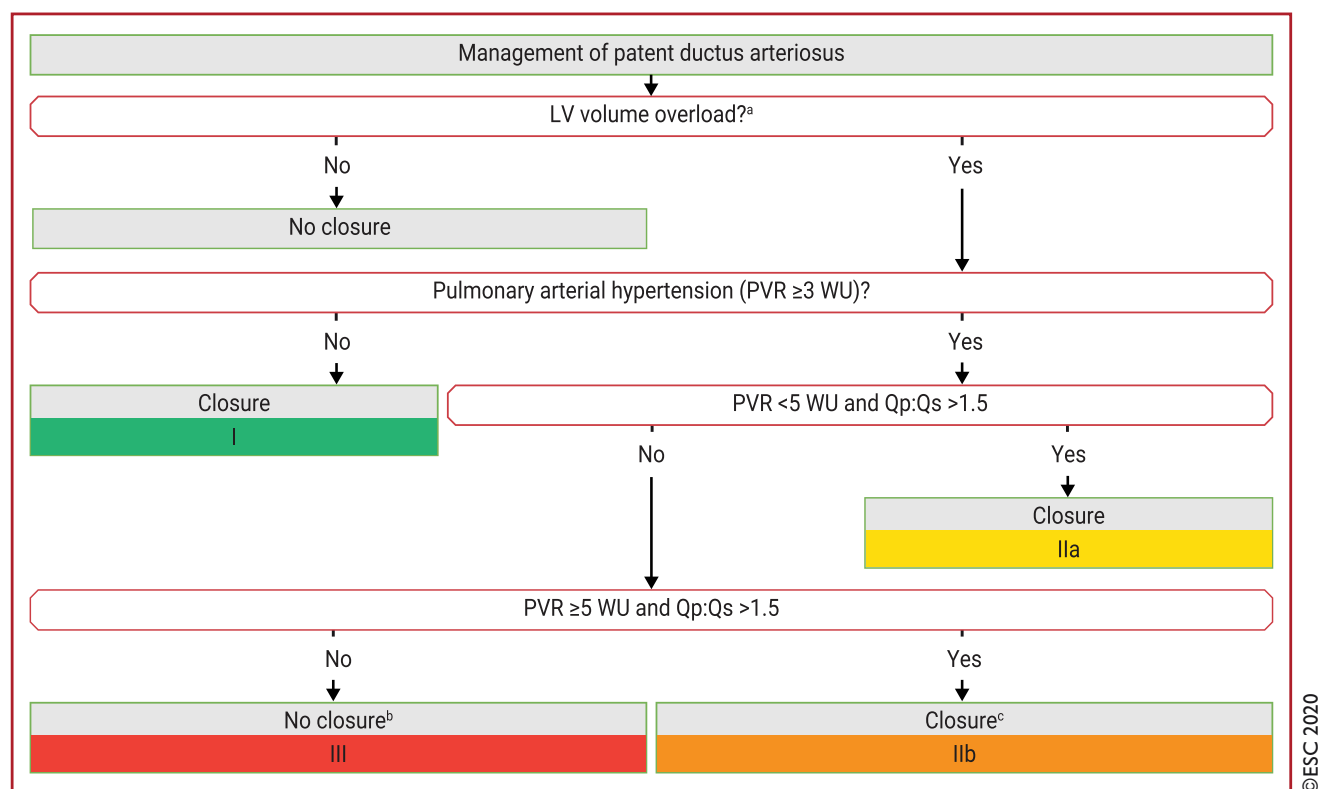 Management of patent ductus arteriosus
LV volume overload?ᵃ
No
Yes
No closure
Pulmonary arterial hypertension (PVR ≥3 WU)?
No
Yes
Closure
I
PVR <5 WU and Qp:Qs >1.5
No
Yes
Closure
IIa
PVR ≥5 WU and Qp:Qs >1.5
No
Yes
No closureᵇ
III
Closureᶜ
IIb
©ESC 2020